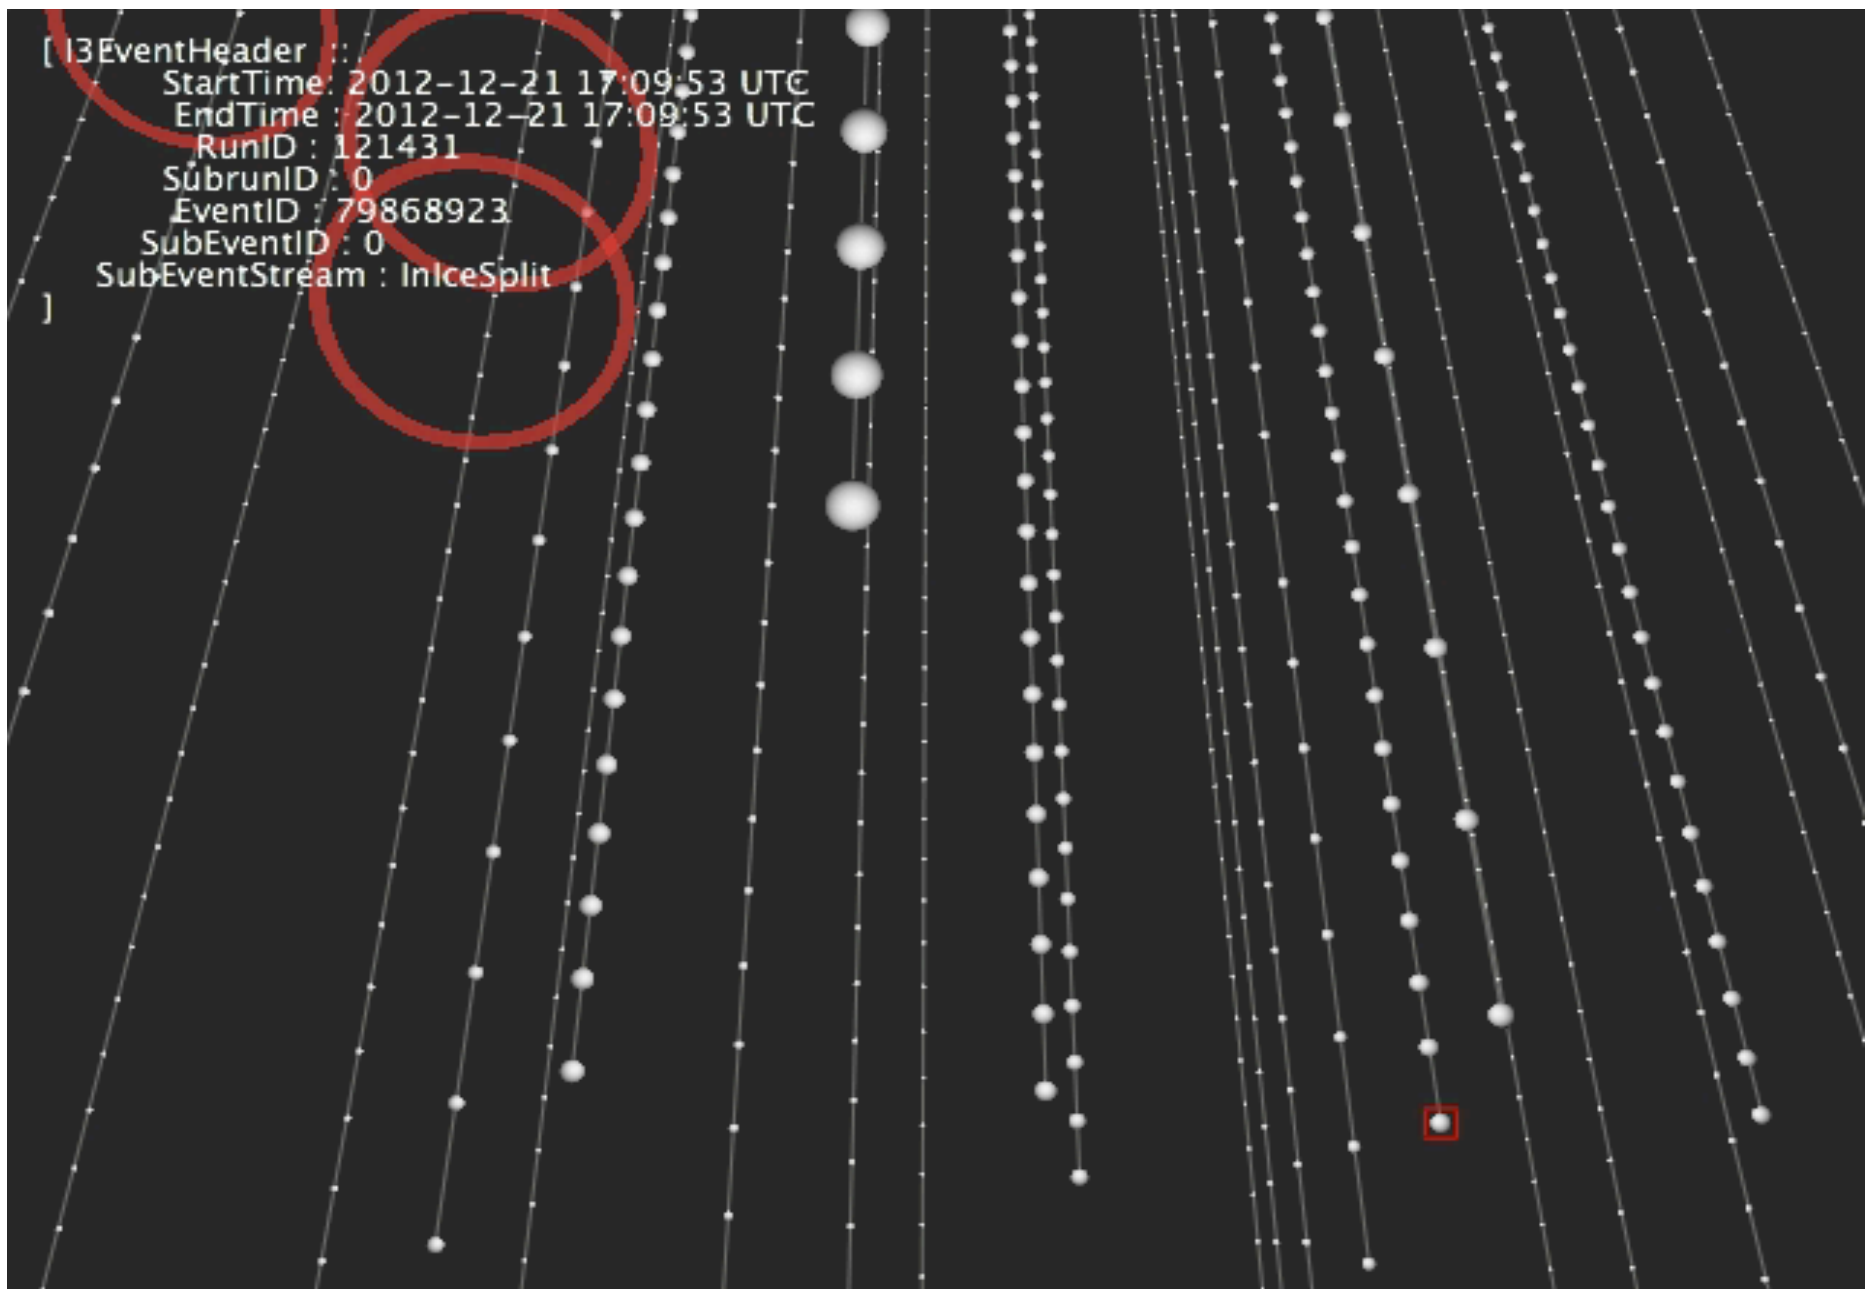 [ I3EventHeader ::
StartTime: 2012-12-21 17:09:53 UTC
EndTime : 2012-12-21 17:09:53 UTC
RunID : 121431
SubrunID : 0
EventID : 79868923
SubEventID : 0
SubEventStream : InIceSplit
]